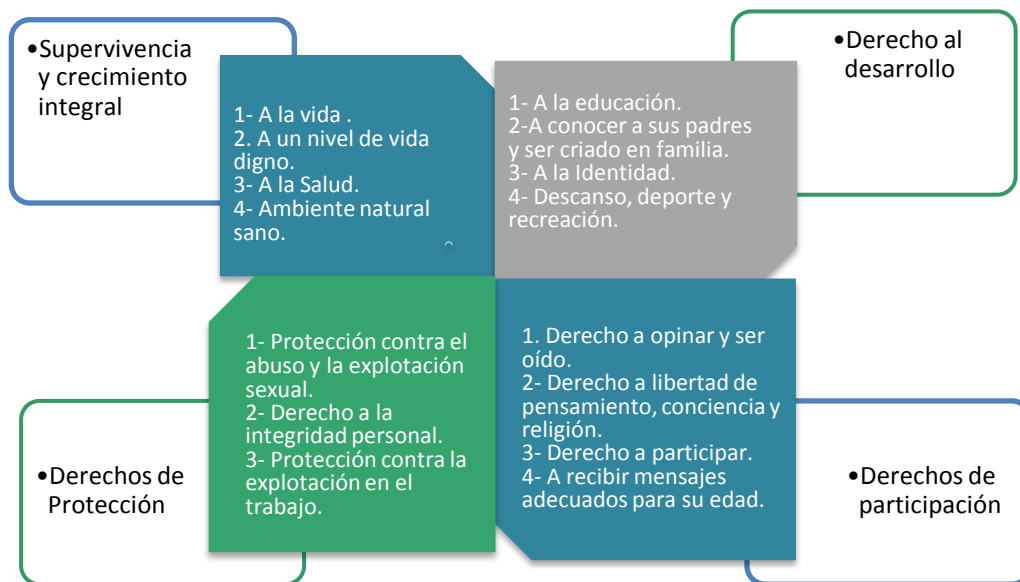 •Supervivencia
y crecimiento
integral
1- A la vida .
2. A un nivel de vida
digno.
3- A la Salud.
4- Ambiente natural
sano.
•Derecho al
desarrollo
1- A la educación.
2-A conocer a sus padres
y ser criado en familia.
3- A la Identidad.
4- Descanso, deporte y
recreación.
•Derechos de
Protección
1- Protección contra el
abuso y la explotación
sexual.
2- Derecho a la
integridad personal.
3- Protección contra la
explotación en el
trabajo.
1. Derecho a opinar y ser
oído.
2- Derecho a libertad de
pensamiento, conciencia y
religión.
3- Derecho a participar.
4- A recibir mensajes
adecuados para su edad.
•Derechos de
participación